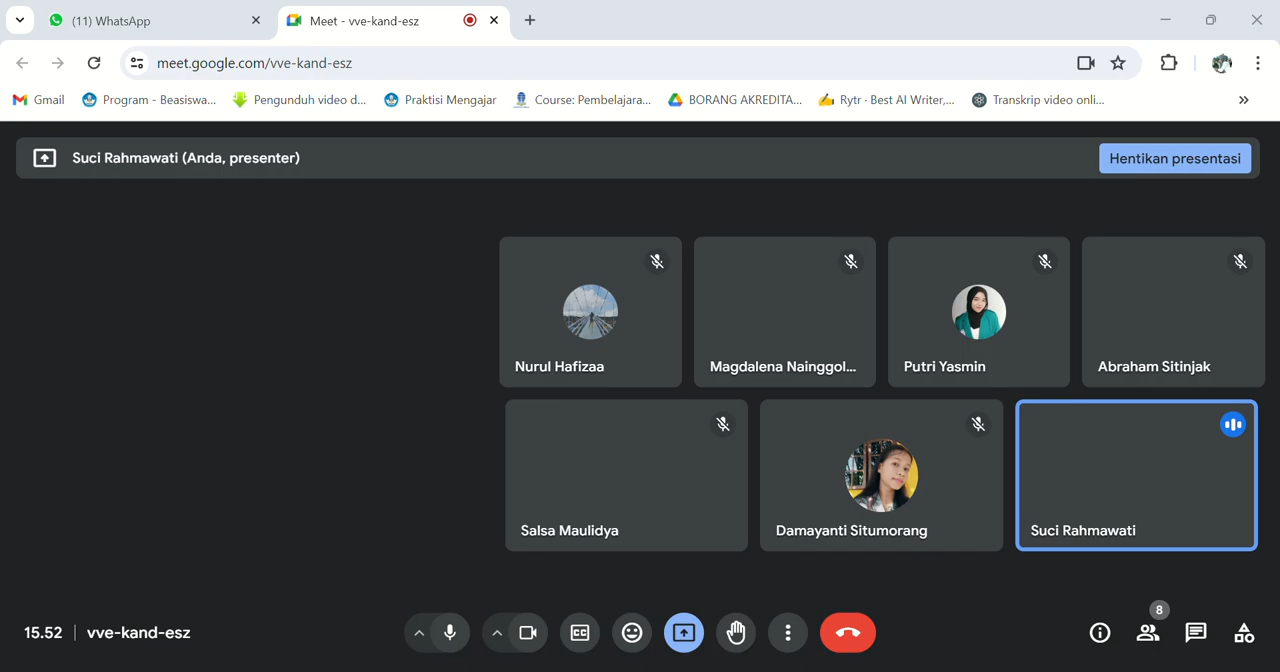 (11) WhatsApp
Meet - vve-kand-esz
meet.google.com/vve-kand-esz
Gmail
Program - Beasiswa...
Pengunduh video d...
Praktisi Mengajar
Course: Pembelajara...
BORANG AKREDITA...
Rytr - Best AI Writer,...
Transkrip video onli...
Suci Rahmawati (Anda, presenter)
Hentikan presentasi
Nurul Hafizaa
Magdalena Nainggol...
Putri Yasmin
Abraham Sitinjak
Salsa Maulidya
Damayanti Situmorang
Suci Rahmawati
15.52
vve-kand-esz
CC
8